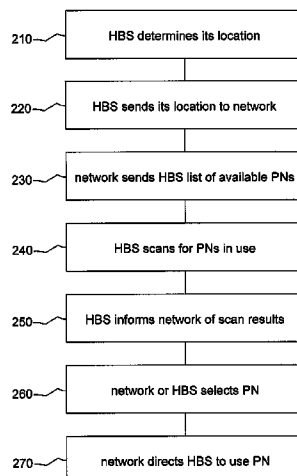 210 HBS determines its location
220 HBS sends its location to network
230 network sends HBS list of available PNs
240 HBS scans for PNs in use
250 HBS informs network of scan results
260 network or HBS selects PN
270 network directs HBS to use PN